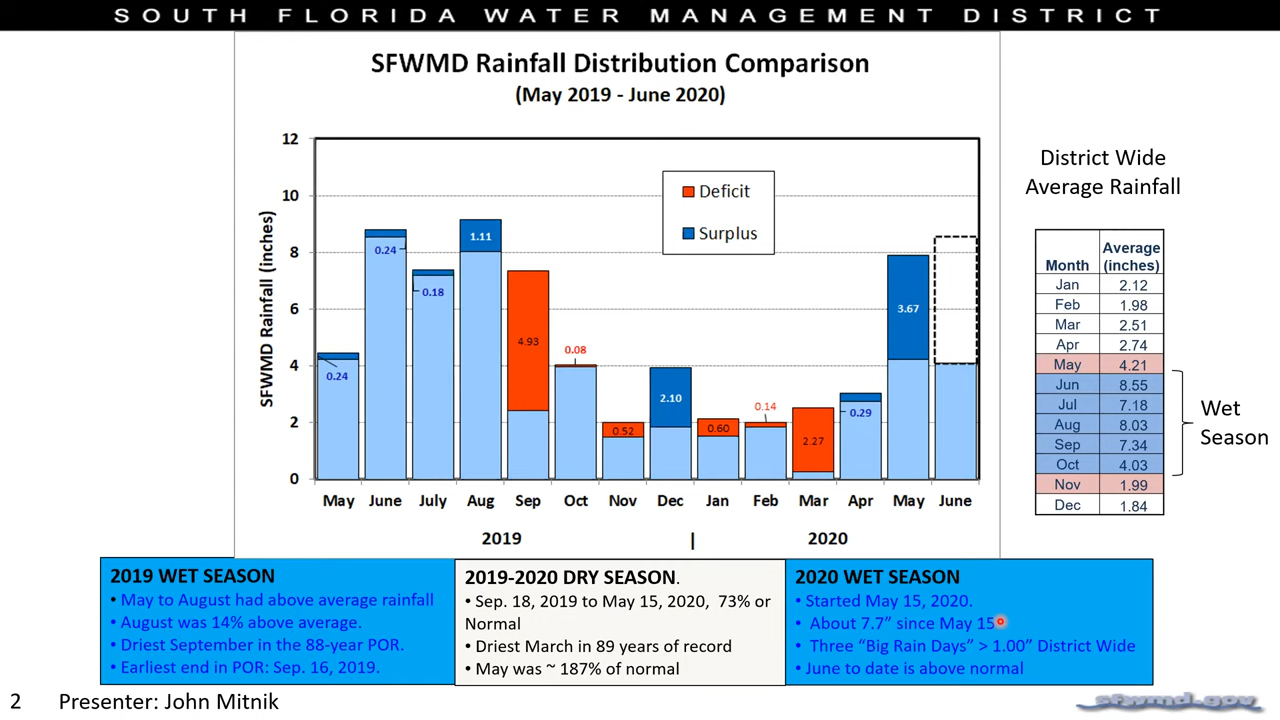 SOUTH FLORIDA WATER MANAGEMENT DISTRICT
SFWMD Rainfall Distribution Comparison
(May 2019 - June 2020)
SFWMD Rainfall (inches)
12
10
8
6
4
2
0
Deficit
Surplus
0.24
0.24
0.18
1.11
4.93
0.08
0.52
2.10
0.60
0.14
2.27
0.29
3.67
May June July Aug Sep Oct Nov Dec Jan Feb Mar Apr May June
2019 | 2020
District Wide
Average Rainfall
Month Average (inches)
Jan 2.12
Feb 1.98
Mar 2.51
Apr 2.74
May 4.21
Jun 8.55
Jul 7.18
Aug 8.03
Sep 7.34
Oct 4.03
Nov 1.99
Dec 1.84
Wet
Season
2019 WET SEASON
• May to August had above average rainfall
• August was 14% above average.
• Driest September in the 88-year POR.
• Earliest end in POR: Sep. 16, 2019.
2019-2020 DRY SEASON.
• Sep. 18, 2019 to May 15, 2020, 73% or
Normal
• Driest March in 89 years of record
• May was ~ 187% of normal
2020 WET SEASON
• Started May 15, 2020.
• About 7.7” since May 15
• Three “Big Rain Days” > 1.00” District Wide
• June to date is above normal
2 Presenter: John Mitnik
sfwmd.gov